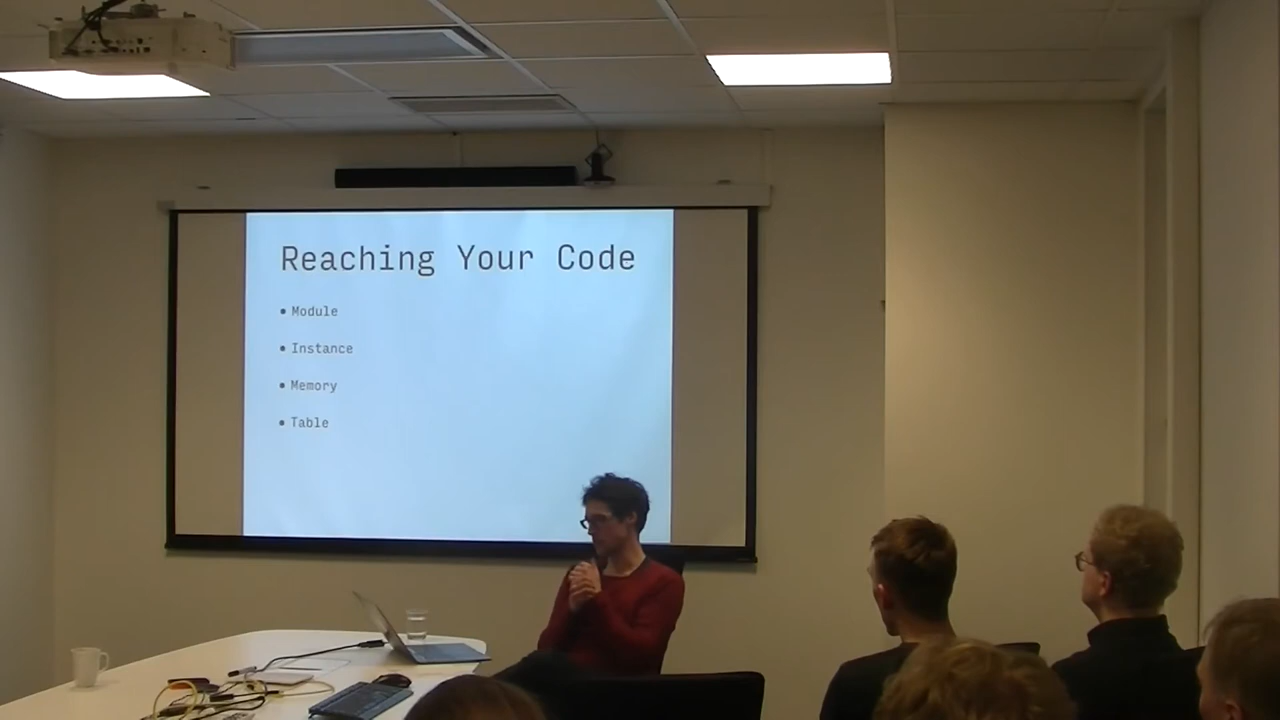 Reaching Your Code
• Module
• Instance
• Memory
• Table